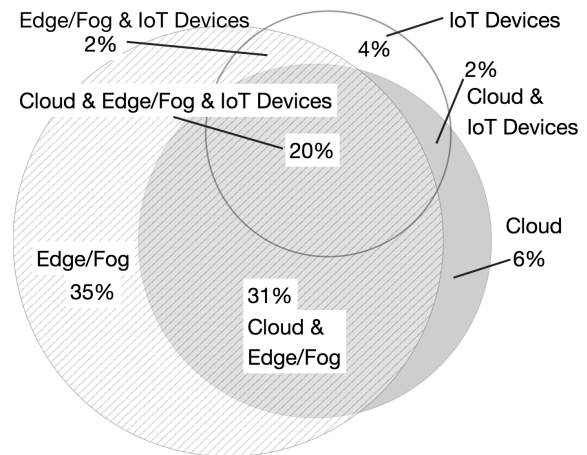 Edge/Fog & IoT Devices
2%
IoT Devices
4%
2%
Cloud &
IoT Devices
Cloud & Edge/Fog & IoT Devices
20%
Cloud
6%
Edge/Fog
35%
31%
Cloud &
Edge/Fog